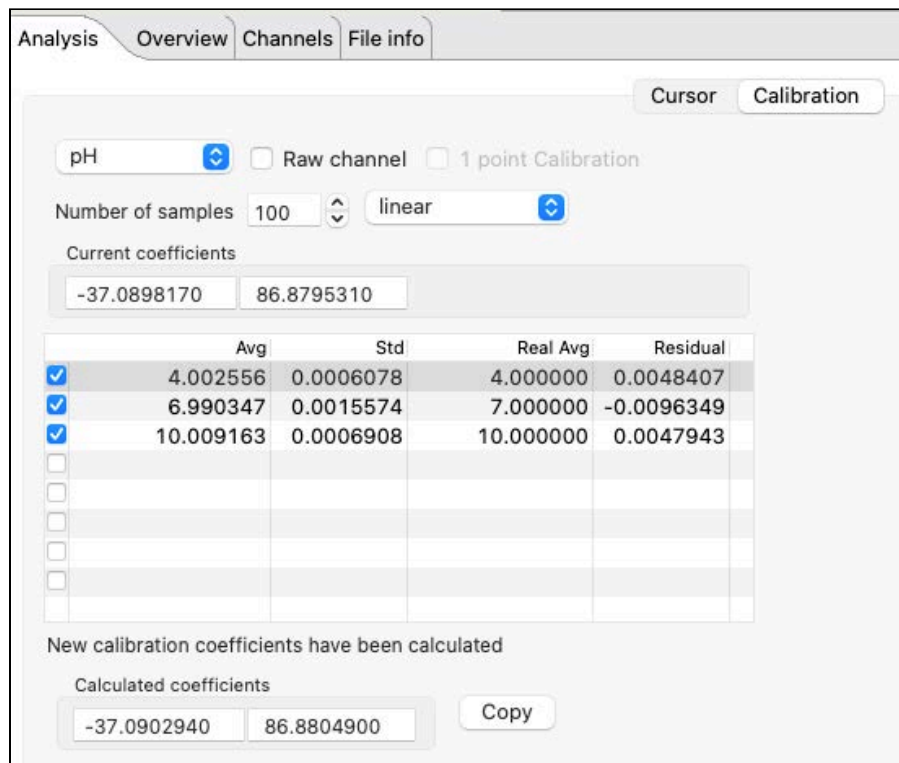 Analysis Overview Channels File info
Cursor Calibration
pH Raw channel 1 point Calibration
Number of samples 100 linear
Current coefficients
-37.0898170 86.8795310
Avg Std Real Avg Residual
4.002556 0.0006078 4.000000 0.0048407
6.990347 0.0015574 7.000000 -0.0096349
10.009163 0.0006908 10.000000 0.0047943
New calibration coefficients have been calculated
Calculated coefficients
-37.0902940 86.8804900 Copy